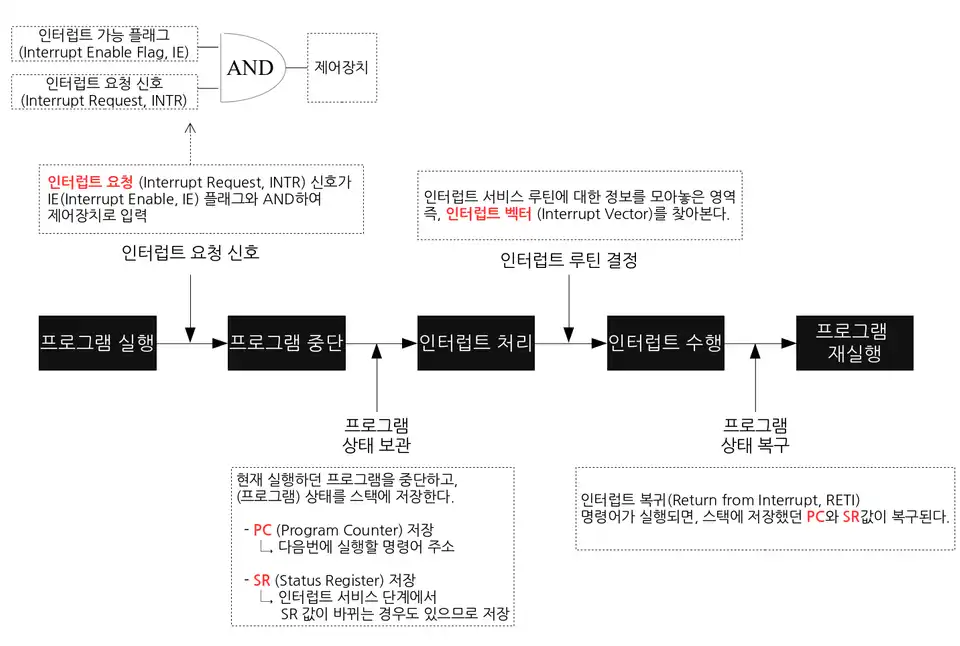 인터럽트 가능 플래그
(Interrupt Enable Flag, IE)
인터럽트 요청 신호
(Interrupt Request, INTR)
AND
제어장치
인터럽트 요청 (Interrupt Request, INTR) 신호가
IE(Interrupt Enable, IE) 플래그와 AND하여
제어장치로 입력
인터럽트 서비스 루틴에 대한 정보를 모아놓은 영역
즉, 인터럽트 벡터 (Interrupt Vector)를 찾아본다.
인터럽트 요청 신호
인터럽트 루틴 결정
프로그램 실행
프로그램 중단
인터럽트 처리
인터럽트 수행
프로그램
재실행
프로그램
상태 보관
프로그램
상태 복구
현재 실행하던 프로그램을 중단하고,
(프로그램) 상태를 스택에 저장한다.
- PC (Program Counter) 저장
다음번에 실행할 명령어 주소
- SR (Status Register) 저장
인터럽트 서비스 단계에서
SR 값이 바뀌는 경우도 있으므로 저장
인터럽트 복귀(Return from Interrupt, RETI)
명령어가 실행되면, 스택에 저장했던 PC와 SR값이 복구된다.